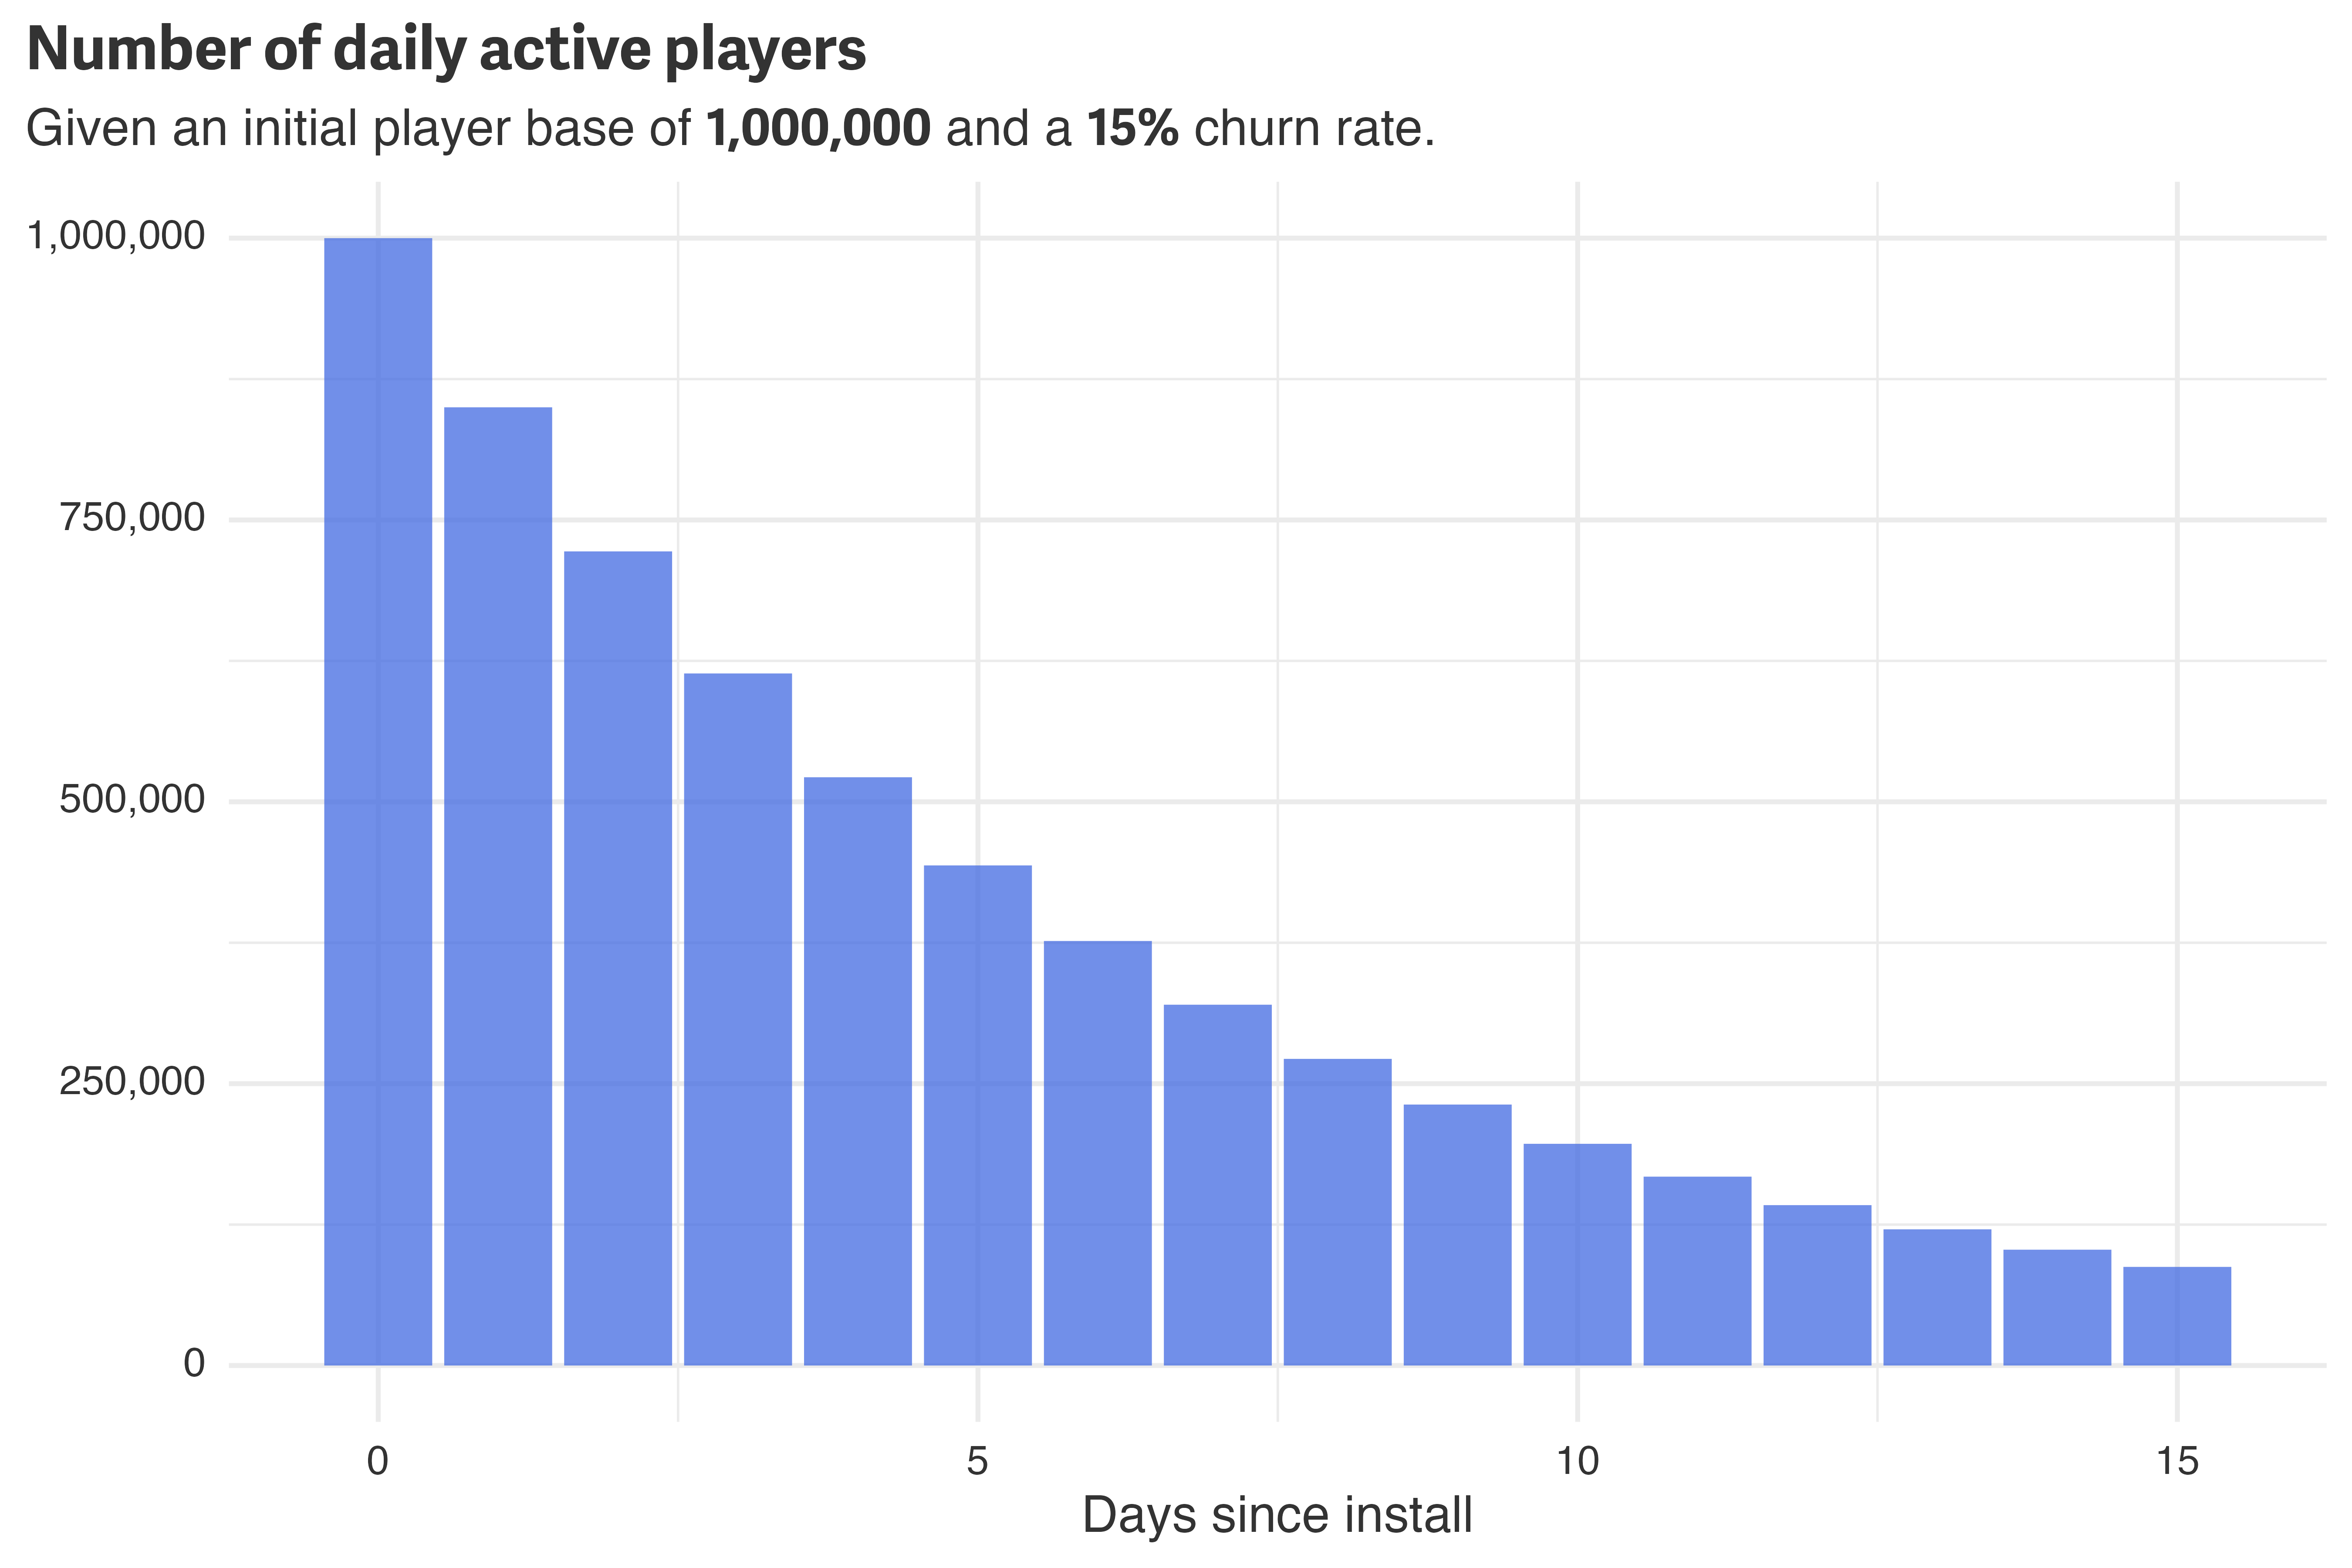 Number of daily active players
Given an initial player base of 1,000,000 and a 15% churn rate.
1,000,000
750,000
500,000
250,000
0
0 5 10 15
Days since install